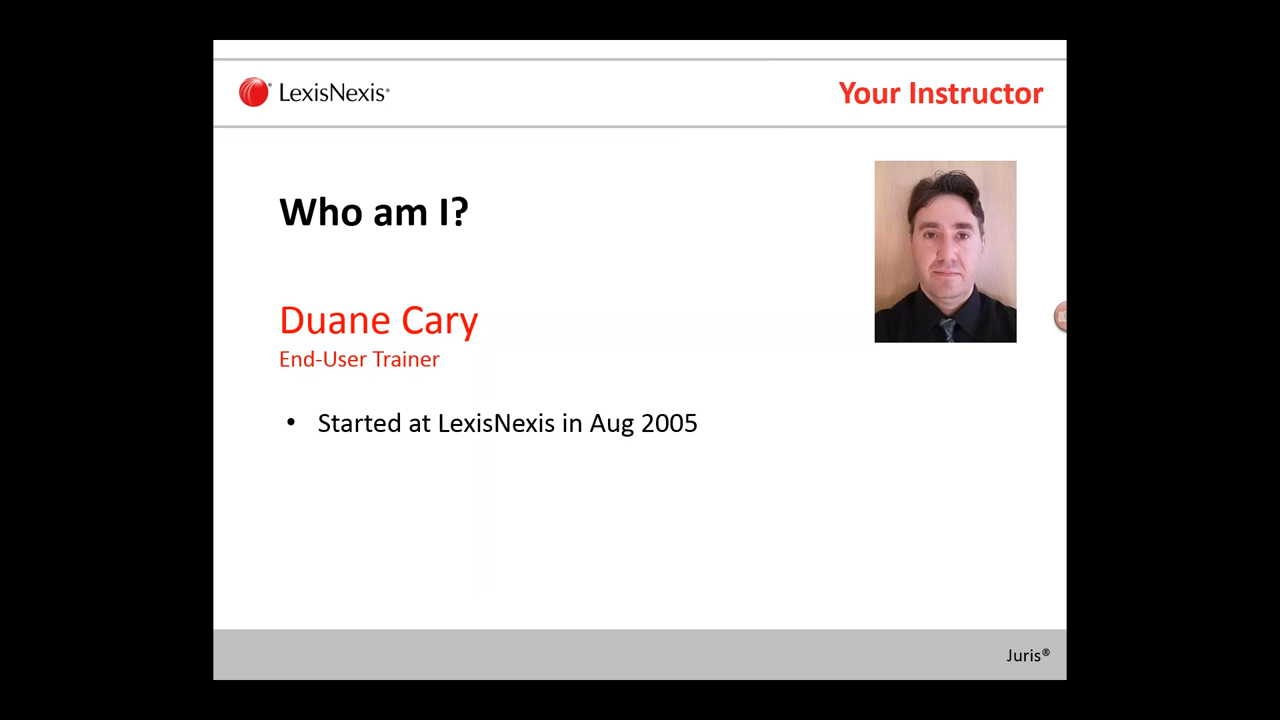 LexisNexis®
Your Instructor
Who am I?
Duane Cary
End-User Trainer
• Started at LexisNexis in Aug 2005
Juris®